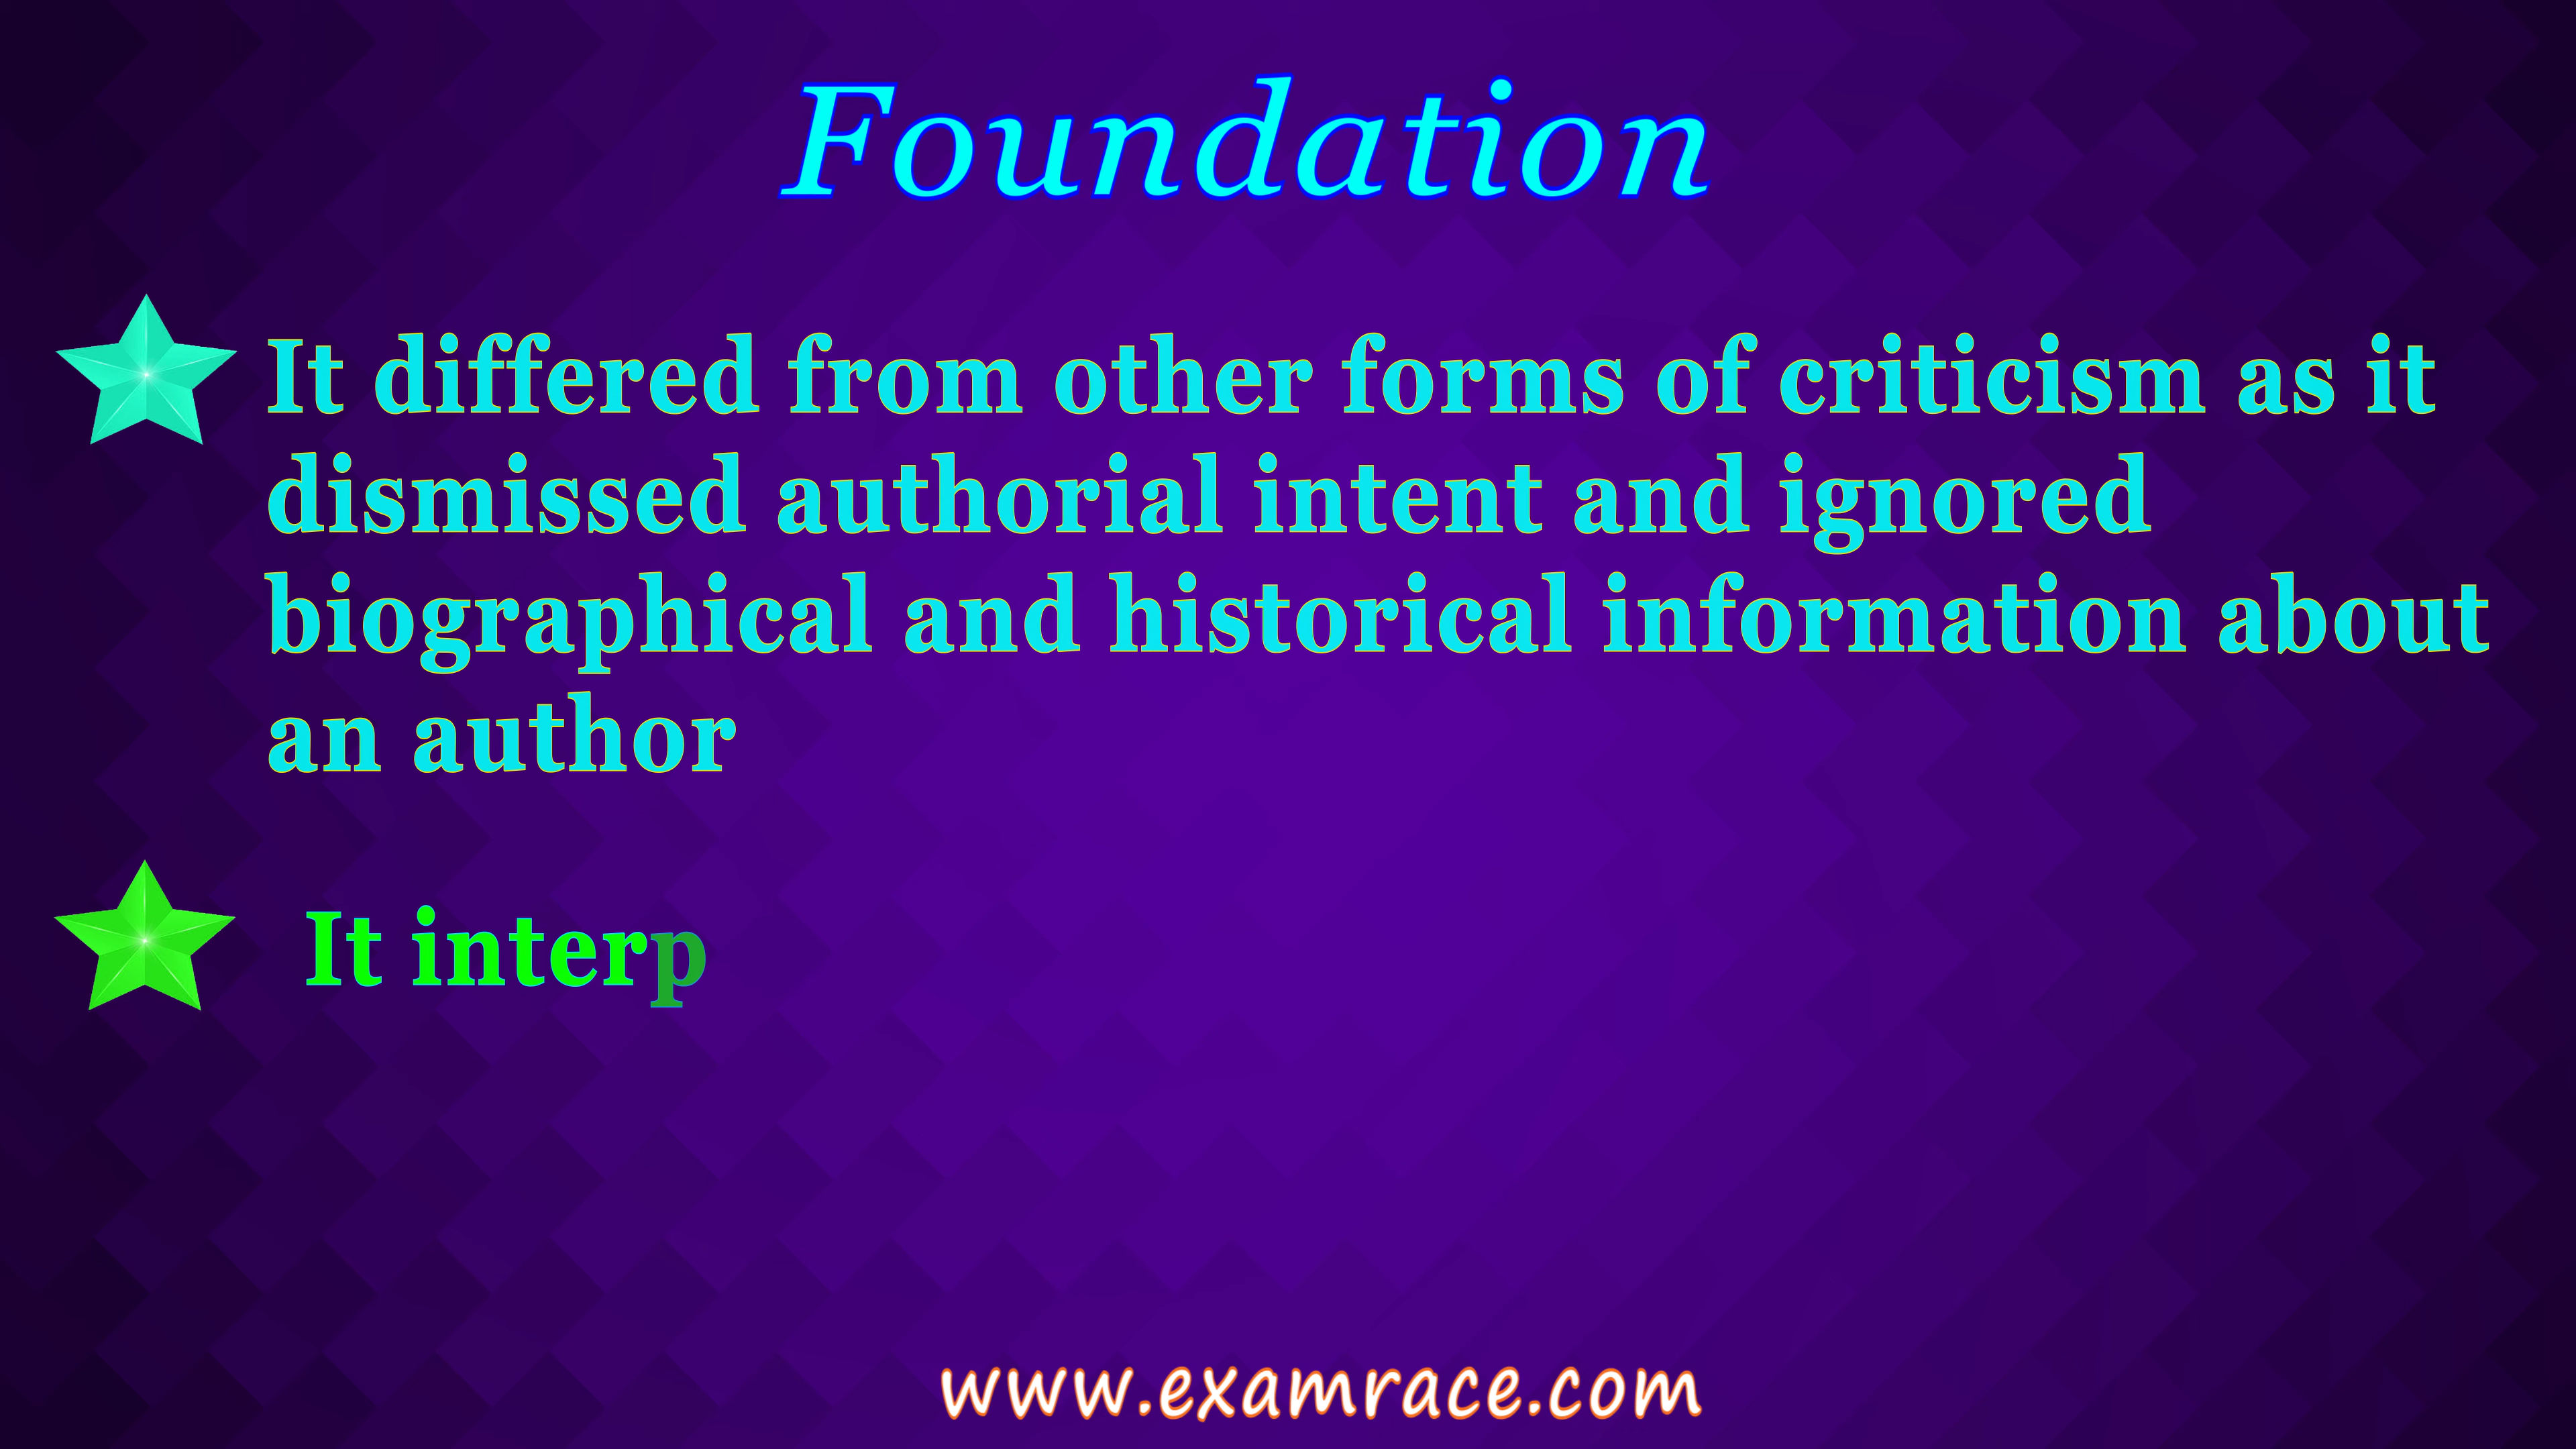 Foundation
It differed from other forms of criticism as it
dismissed authorial intent and ignored
biographical and historical information about
an author
It interp
www.examrace.com